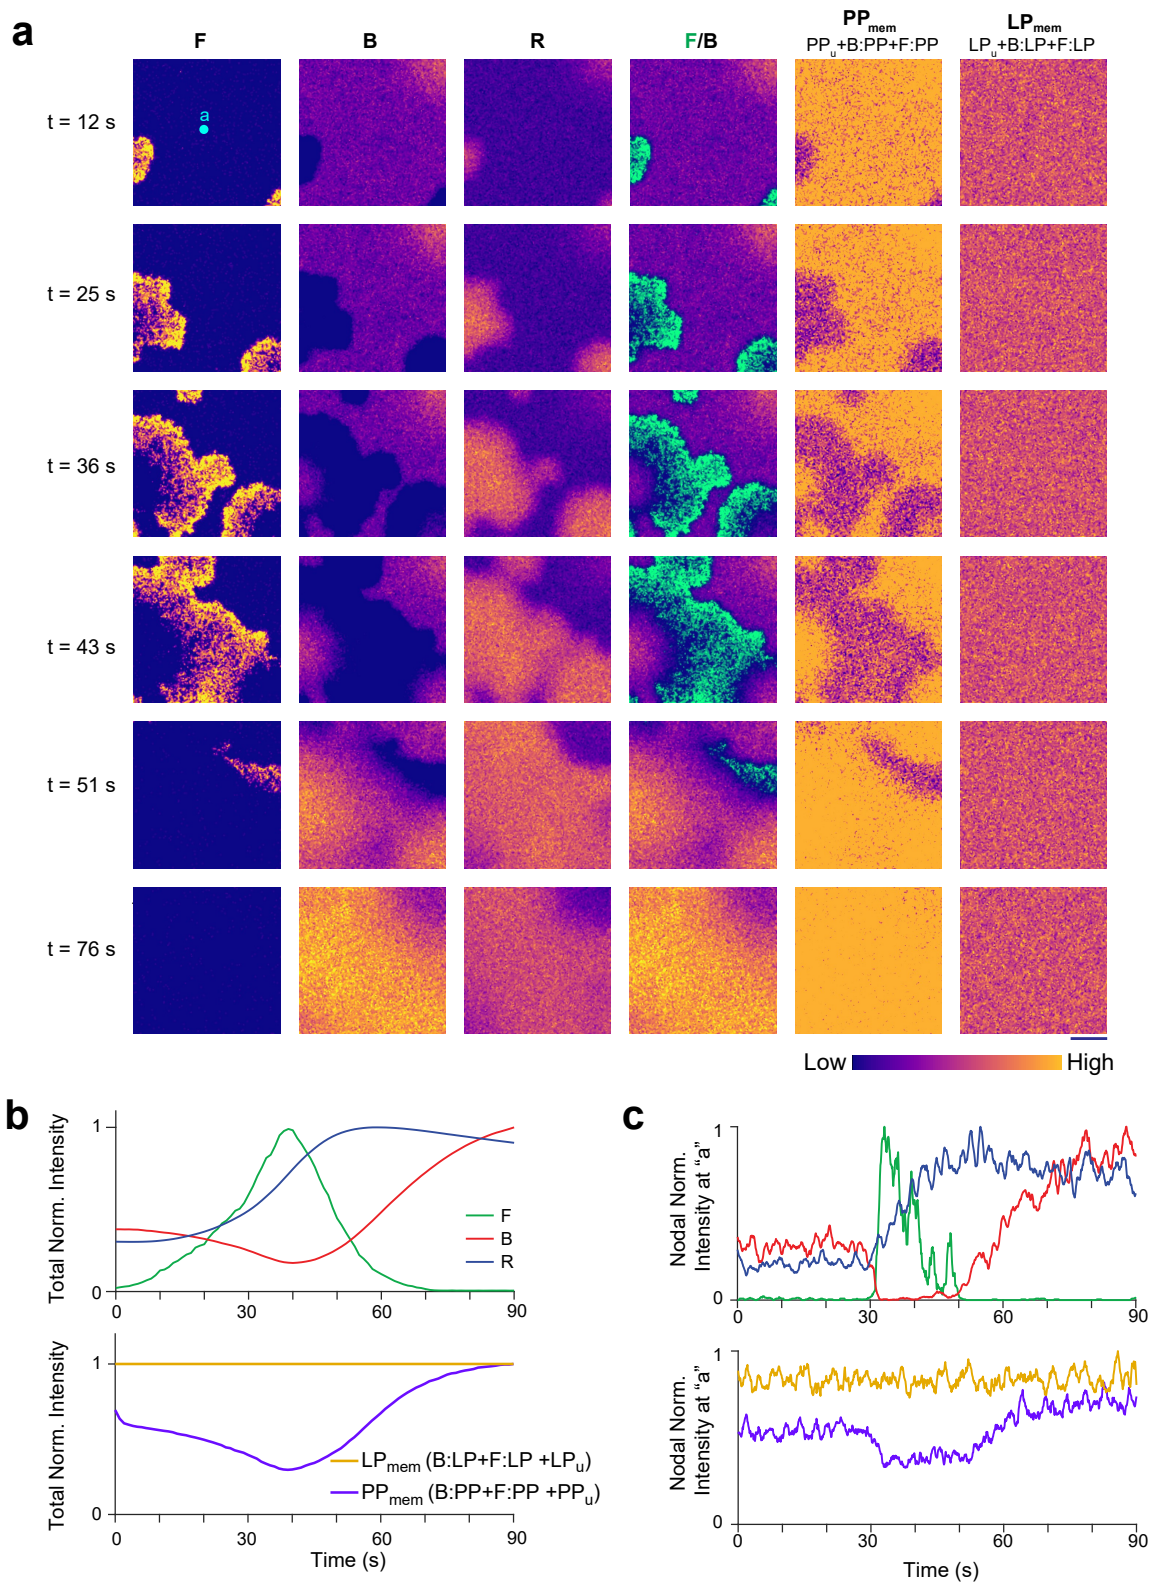 a
F
B
R
F/B
PPmem
PPu+B:PP+F:PP
LPmem
LPu+B:LP+F:LP
t = 12 s
a
t = 25 s
t = 36 s
t = 43 s
t = 51 s
t = 76 s
Low
High
b
Total Norm. Intensity
1
0
F
B
R
0
30
60
90
Total Norm. Intensity
1
0
LPmem (B:LP+F:LP +LPu)
PPmem (B:PP+F:PP +PPu)
0
30
60
90
Time (s)
c
Nodal Norm.
Intensity at “a”
1
0
0
30
60
90
Nodal Norm.
Intensity at “a”
1
0
0
30
60
90
Time (s)